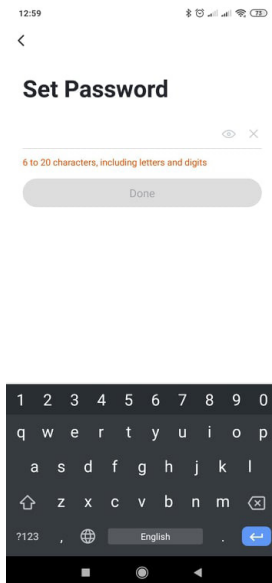 12:59
73
Set Password
6 to 20 characters, including letters and digits
Done
1 2 3 4 5 6 7 8 9 0
q w e r t y u i o p
a s d f g h j k l
z x c v b n m
?123 , English .